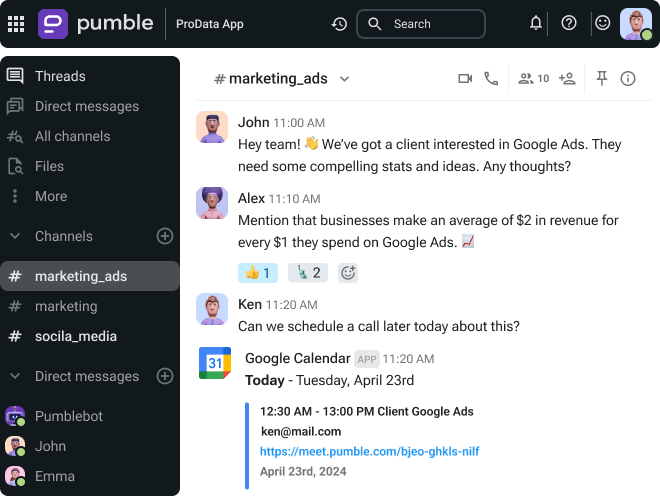 pumble
ProData App
Search
Threads
Direct messages
All channels
Files
More
Channels
# marketing_ads
# marketing
# socila_media
Direct messages
Pumblebot
John
Emma
# marketing_ads
10
John 11:00 AM
Hey team! 👋 We've got a client interested in Google Ads. They
need some compelling stats and ideas. Any thoughts?
Alex 11:10 AM
Mention that businesses make an average of $2 in revenue for
every $1 they spend on Google Ads. 📈
👍 1 🗽 2
Ken 11:20 AM
Can we schedule a call later today about this?
31
Google Calendar APP 11:20 AM
Today - Tuesday, April 23rd
12:30 AM - 13:00 PM Client Google Ads
ken@mail.com
https://meet.pumble.com/bjeo-ghkls-nilf
April 23rd, 2024